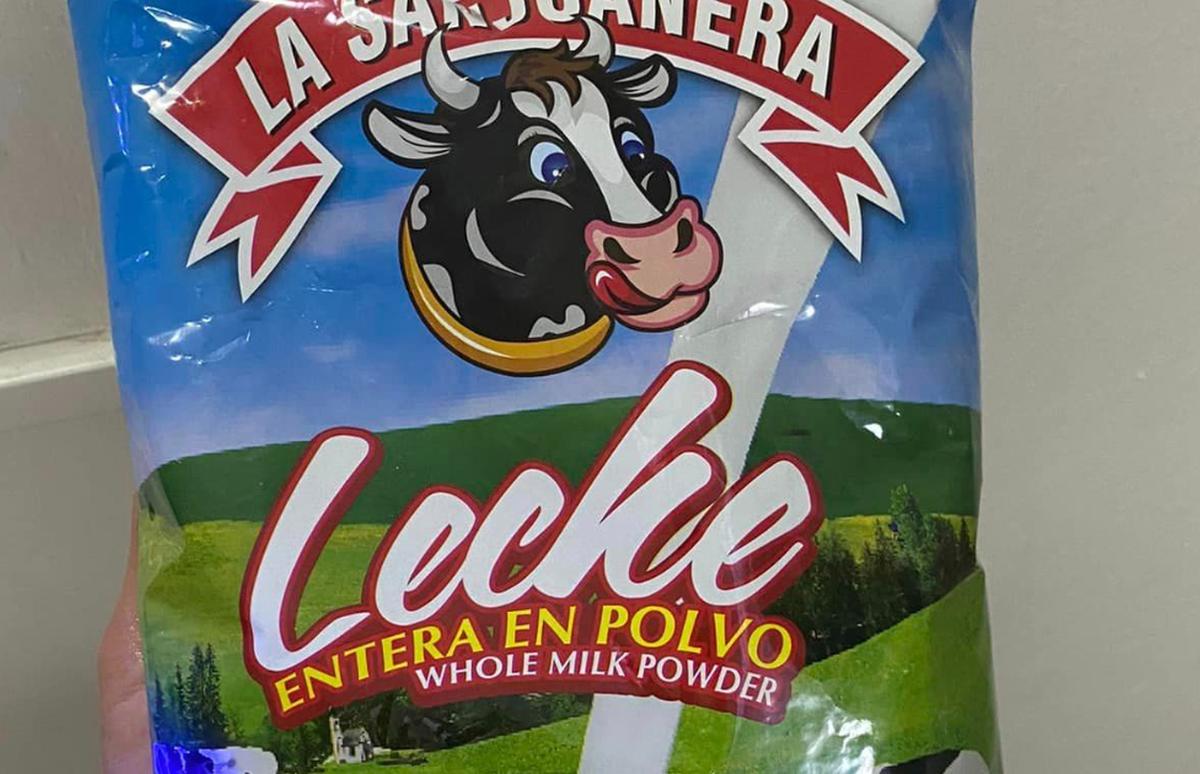 LA SANJUANERA
Leche
ENTERA EN POLVO
WHOLE MILK POWDER